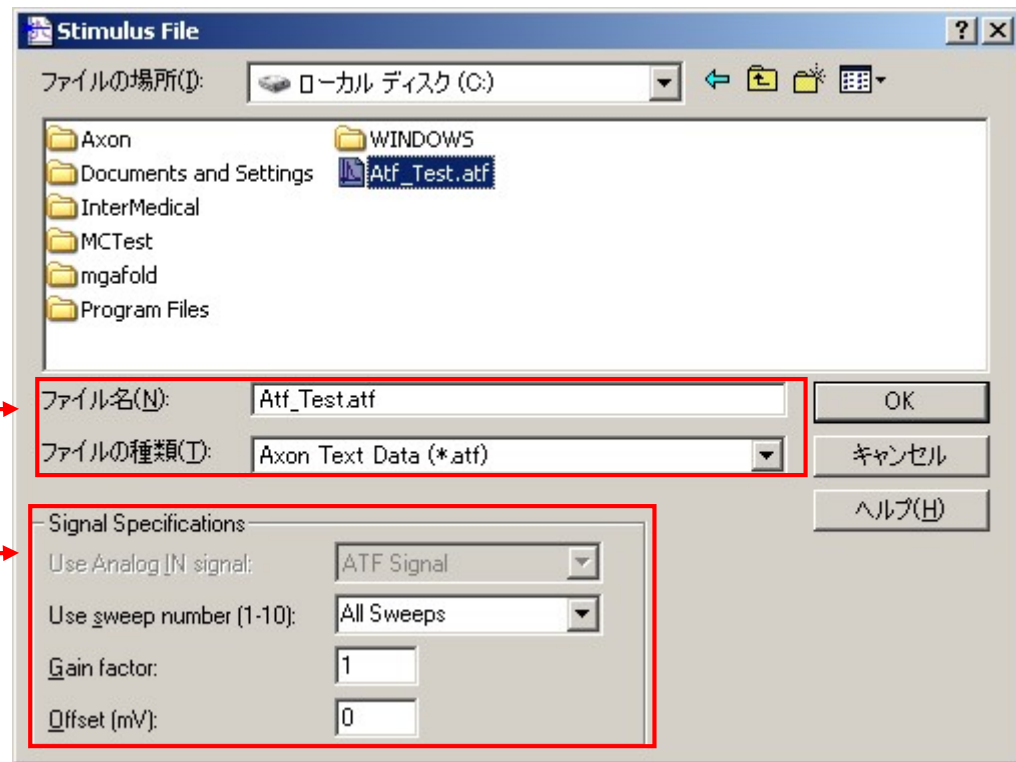 Stimulus File
ファイルの場所(I): ローカル ディスク (C:)
Axon WINDOWS
Documents and Settings Atf_Test.atf
InterMedical
MCTest
mgafold
Program Files
ファイル名(N): Atf_Test.atf OK
ファイルの種類(T): Axon Text Data (*.atf) キャンセル
ヘルプ(H)
Signal Specifications
Use Analog IN signal: ATF Signal
Use sweep number (1-10): All Sweeps
Gain factor: 1
Offset (mV): 0